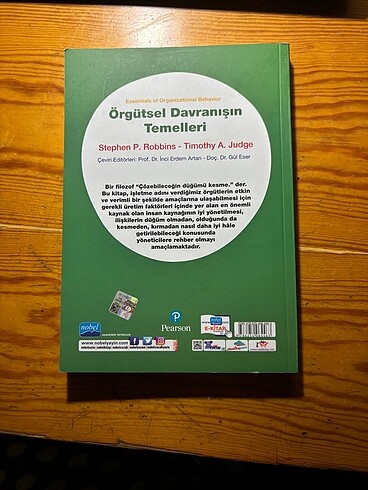 Essentials of Organizational Behavior
Örgütsel Davranışın
Temelleri
Stephen P. Robbins - Timothy A. Judge
Çeviri Editörleri: Prof. Dr. İnci Erdem Artan - Doç. Dr. Gül Eser
Bir filozof "Çözebileceğin düğümü kesme." der.
Bu kitap, işletme adını verdiğimiz örgütlerin etkin
ve verimli bir şekilde amaçlarına ulaşabilmesi için
gerekli üretim faktörleri içinde yer alan en önemli
kaynak olan insan kaynağının iyi yönetilmesi,
ilişkilerin düğüm olmadan, olduğunda da
kesmeden, kırmadan nasıl daha iyi hâle
getirilebileceği konusunda
yöneticilere rehber olmayı
amaçlamaktadır.
nobel
Pearson
E-KİTAP
www.nobelyayin.com